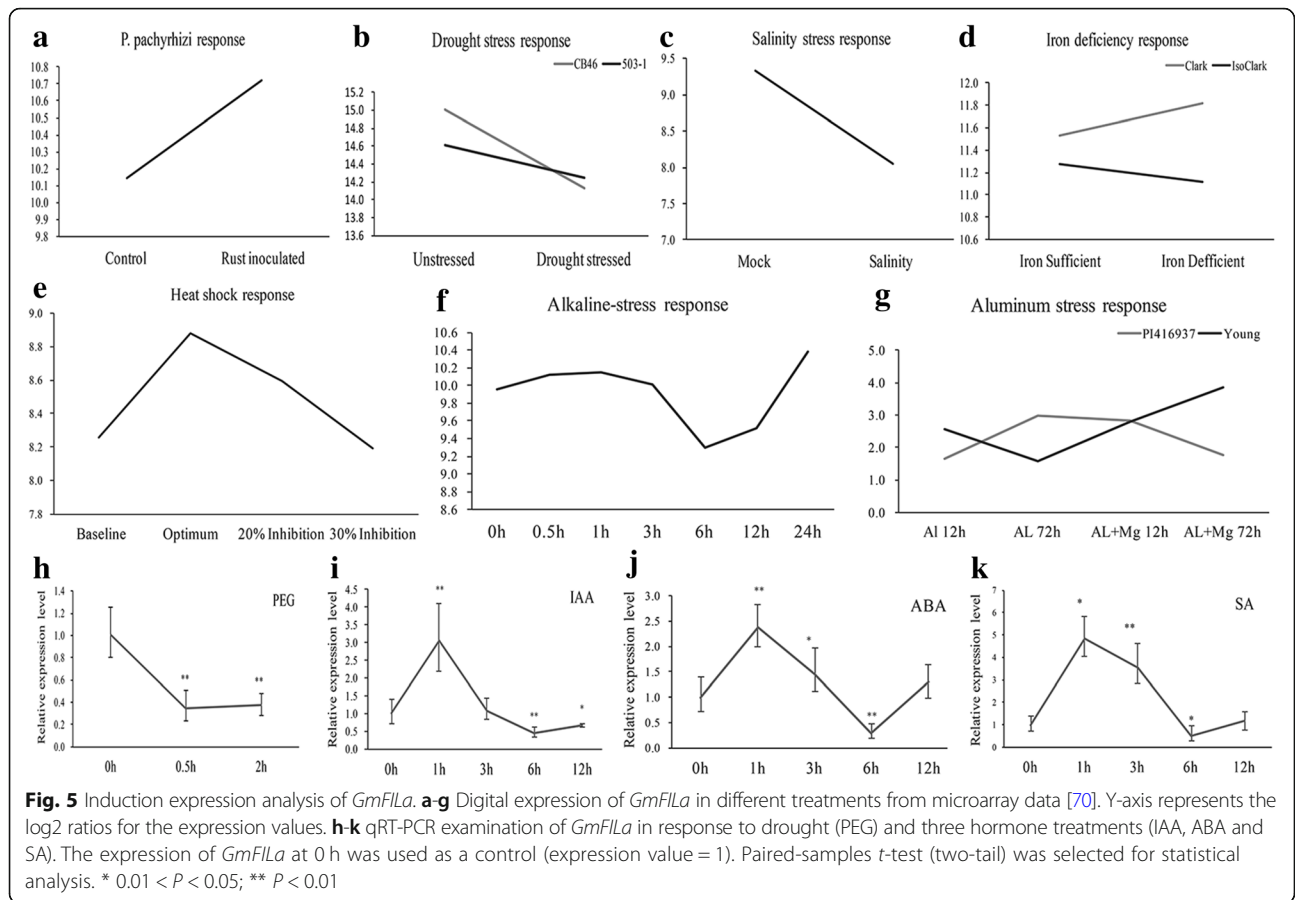 a
P. pachyrhizi response
10.8
10.7
10.6
10.5
10.4
10.3
10.2
10.1
10.0
9.9
9.8
Control Rust inoculated
b
Drought stress response
CB46 503-1
15.2
15.0
14.8
14.6
14.4
14.2
14.0
13.8
13.6
Unstressed Drought stressed
c
Salinity stress response
9.5
9.0
8.5
8.0
7.5
7.0
Mock Salinity
d
Iron deficiency response
Clark IsoClark
12.0
11.8
11.6
11.4
11.2
11.0
10.8
10.6
Iron Sufficient Iron Defficient
e
Heat shock response
9.0
8.8
8.6
8.4
8.2
8.0
7.8
Baseline Optimum 20% Inhibition 30% Inhibition
f
Alkaline-stress response
10.6
10.4
10.2
10.0
9.8
9.6
9.4
9.2
9.0
8.8
8.6
0h 0.5h 1h 3h 6h 12h 24h
g
Aluminum stress response
PI416937 Young
5.0
4.0
3.0
2.0
1.0
0.0
Al 12h AL 72h AL+Mg 12h AL+Mg 72h
h
PEG
Relative expression level
1.4
1.2
1.0
0.8
0.6
0.4
0.2
0.0
** **
0h 0.5h 2h
i
IAA
Relative expression level
4.5
4.0
3.5
3.0
2.5
2.0
1.5
1.0
0.5
0.0
** ** *
0h 1h 3h 6h 12h
j
ABA
Relative expression level
3.0
2.5
2.0
1.5
1.0
0.5
0.0
** * **
0h 1h 3h 6h 12h
k
SA
Relative expression level
7
6
5
4
3
2
1
0
* ** *
0h 1h 3h 6h 12h
Fig. 5 Induction expression analysis of GmFILa. a-g Digital expression of GmFILa in different treatments from microarray data [70]. Y-axis represents the
log2 ratios for the expression values. h-k qRT-PCR examination of GmFILa in response to drought (PEG) and three hormone treatments (IAA, ABA and
SA). The expression of GmFILa at 0 h was used as a control (expression value = 1). Paired-samples t-test (two-tail) was selected for statistical
analysis. * 0.01 < P < 0.05; ** P < 0.01